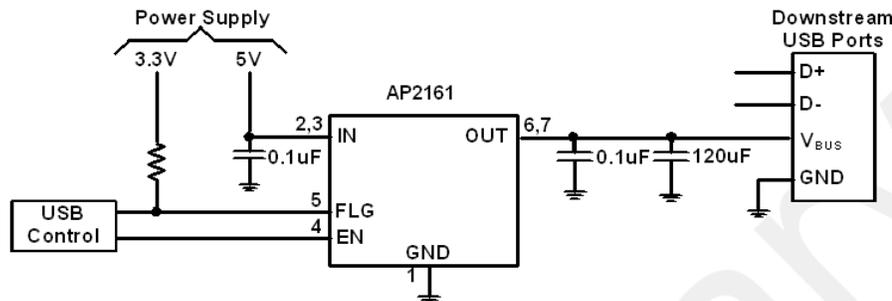 Power Supply
3.3V
5V
Downstream
USB Ports
AP2161
D+
D-
VBUS
GND
2,3
IN
OUT
6,7
0.1uF
0.1uF
120uF
USB
Control
5
FLG
4
EN
GND
1